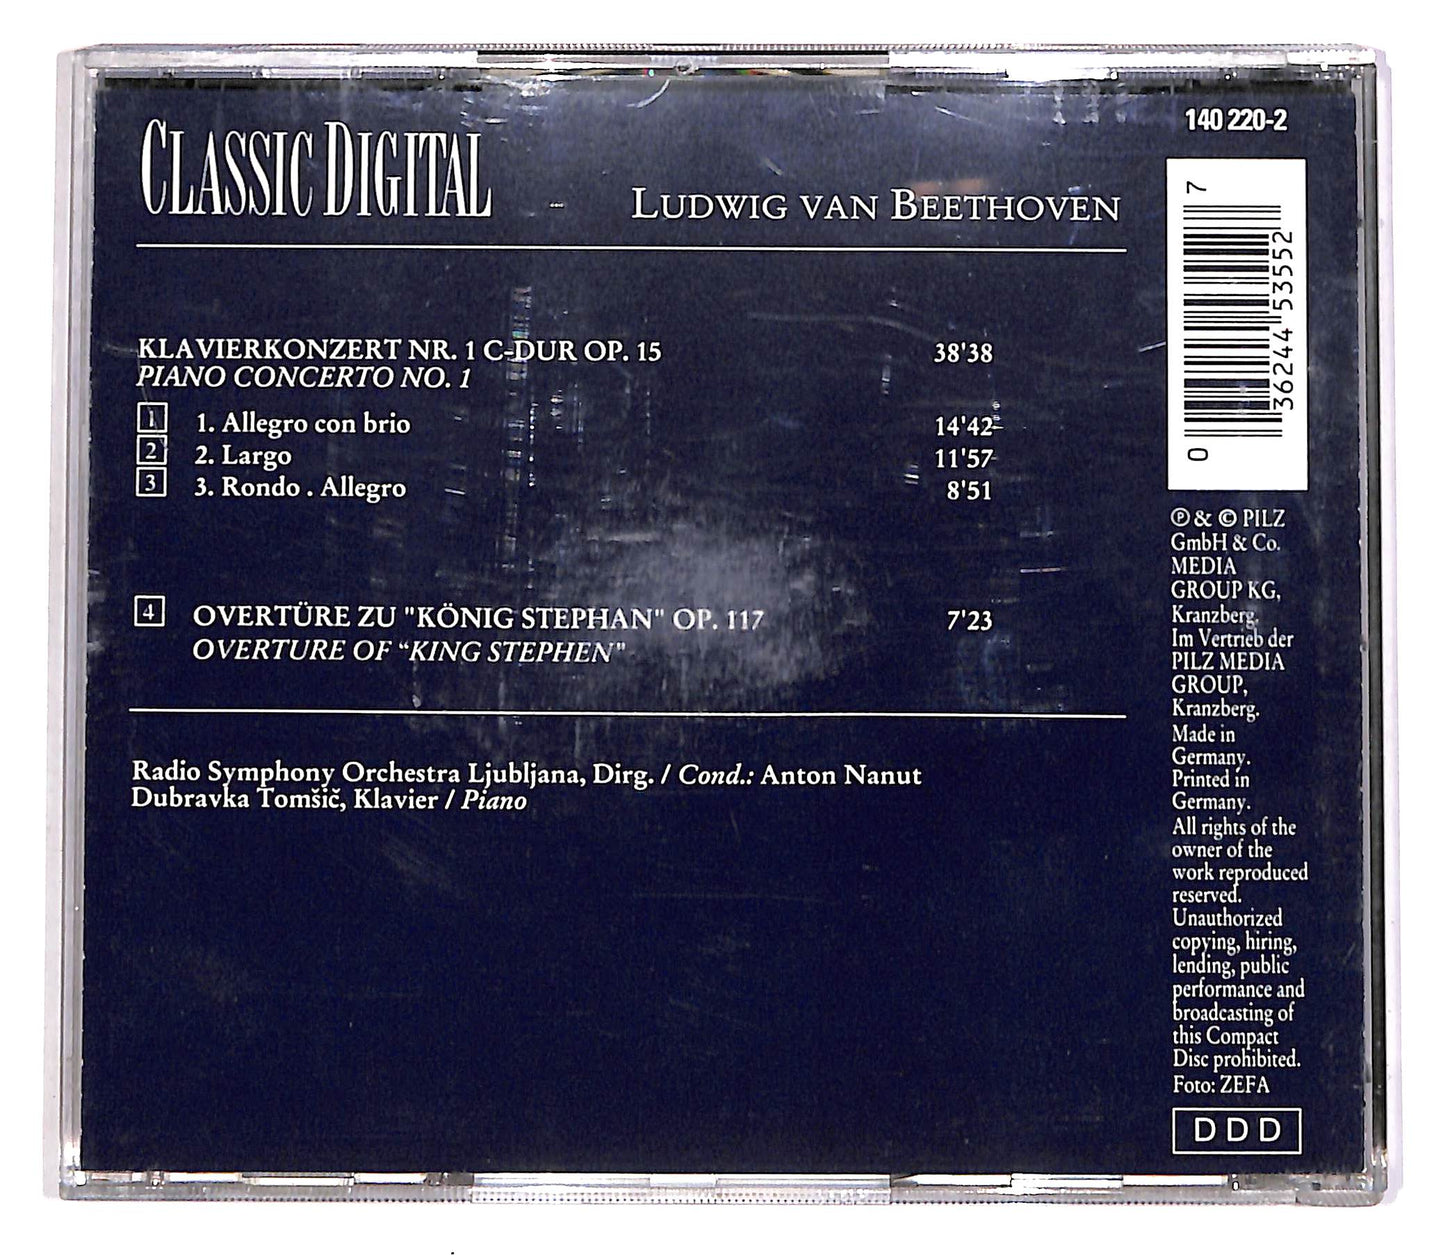 CLASSIC DIGITAL
LUDWIG VAN BEETHOVEN
KLAVIERKONZERT NR. 1 C-DUR OP. 15 38'38
PIANO CONCERTO NO. 1
1 1. Allegro con brio 14'42
2 2. Largo 11'57
3 3. Rondo . Allegro 8'51
4 OVERTÜRE ZU "KÖNIG STEPHAN" OP. 117 7'23
OVERTURE OF “KING STEPHEN"
Radio Symphony Orchestra Ljubljana, Dirg. / Cond.: Anton Nanut
Dubravka Tomšič, Klavier / Piano
140 220-2
0 36244 53552 7
℗ & © PILZ
GmbH & Co.
MEDIA
GROUP KG,
Kranzberg.
Im Vertrieb der
PILZ MEDIA
GROUP,
Kranzberg.
Made in
Germany.
Printed in
Germany.
All rights of the
owner of the
work reproduced
reserved.
Unauthorized
copying, hiring,
lending, public
performance and
broadcasting of
this Compact
Disc prohibited.
Foto: ZEFA
DDD